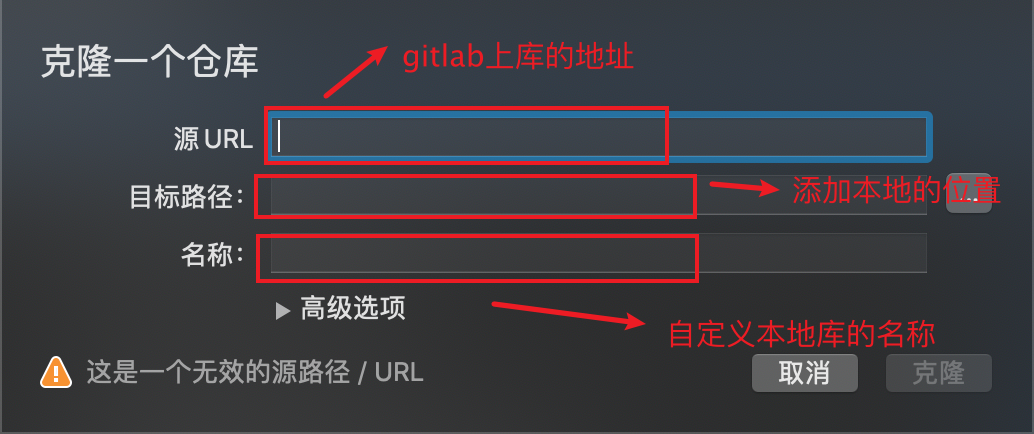 克隆一个仓库
gitlab上库的地址
源 URL
目标路径：
添加本地的位置
...
名称：
高级选项
自定义本地库的名称
这是一个无效的源路径 / URL
取消
克隆